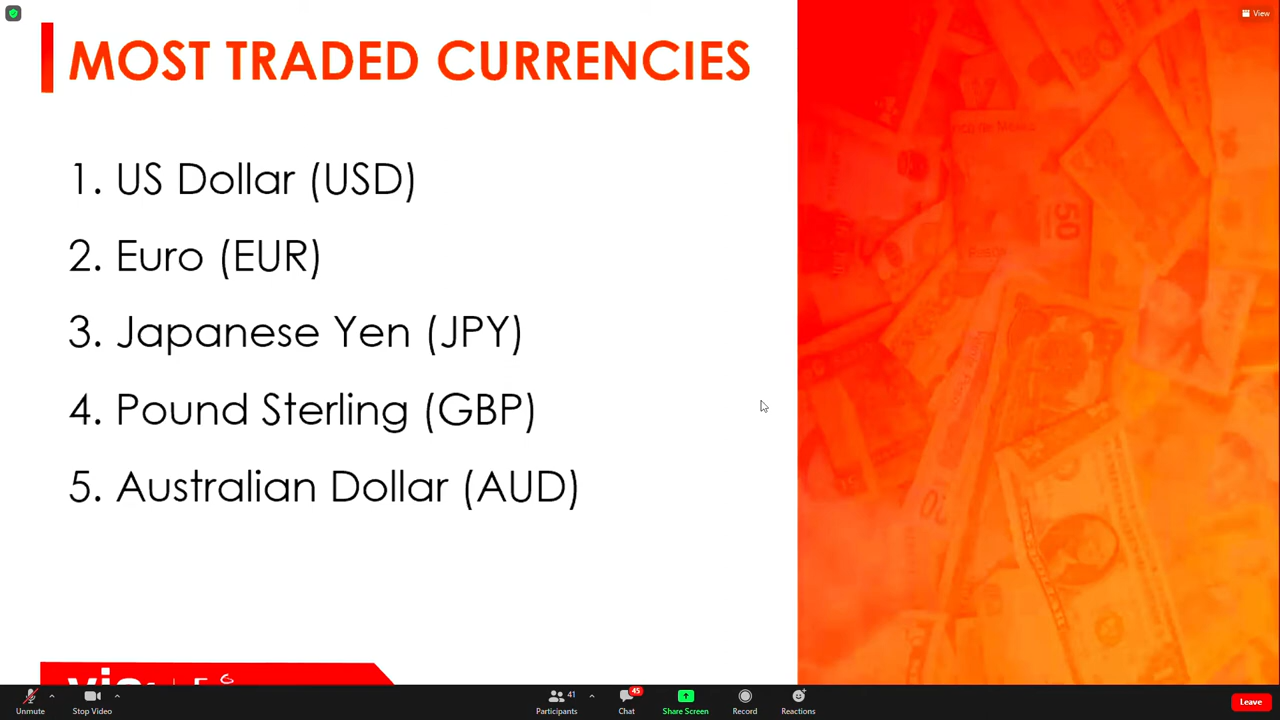 View
MOST TRADED CURRENCIES
1. US Dollar (USD)
2. Euro (EUR)
3. Japanese Yen (JPY)
4. Pound Sterling (GBP)
5. Australian Dollar (AUD)
50
41
45
Unmute
Stop Video
Participants
Chat
Share Screen
Record
Reactions
Leave